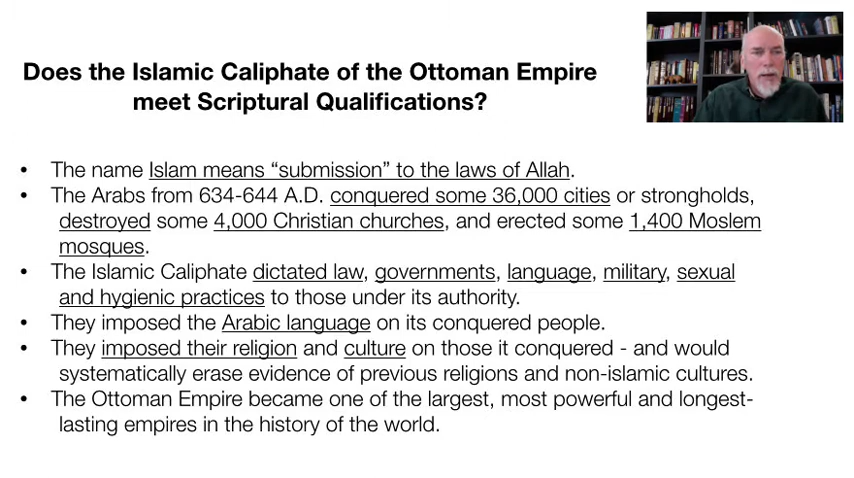 Does the Islamic Caliphate of the Ottoman Empire
meet Scriptural Qualifications?
• The name Islam means “submission” to the laws of Allah.
• The Arabs from 634-644 A.D. conquered some 36,000 cities or strongholds,
destroyed some 4,000 Christian churches, and erected some 1,400 Moslem
mosques.
• The Islamic Caliphate dictated law, governments, language, military, sexual
and hygienic practices to those under its authority.
• They imposed the Arabic language on its conquered people.
• They imposed their religion and culture on those it conquered - and would
systematically erase evidence of previous religions and non-islamic cultures.
• The Ottoman Empire became one of the largest, most powerful and longest-
lasting empires in the history of the world.